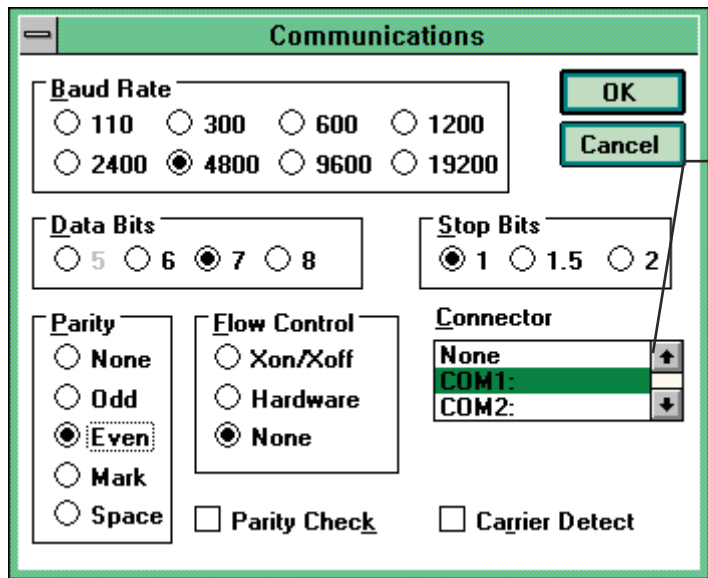 Communications
Baud Rate
110 300 600 1200
2400 4800 9600 19200
OK
Cancel
Data Bits
5 6 7 8
Stop Bits
1 1.5 2
Parity
None
Odd
Even
Mark
Space
Flow Control
Xon/Xoff
Hardware
None
Connector
None
COM1:
COM2:
Parity Check
Carrier Detect